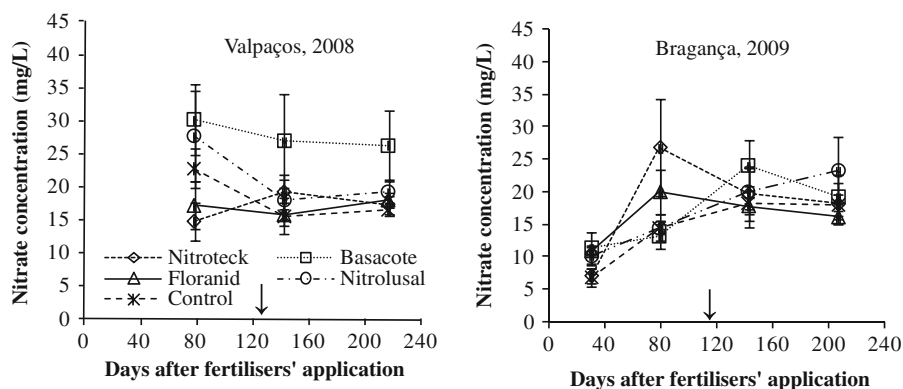 Valpaços, 2008
Nitrate concentration (mg/L)
45
40
35
30
25
20
15
10
5
0
Nitroteck
Basacote
Floranid
Nitrolusal
Control
0 40 80 120 160 200 240
Days after fertilisers' application
Bragança, 2009
Nitrate concentration (mg/L)
45
40
35
30
25
20
15
10
5
0
0 40 80 120 160 200 240
Days after fertilisers' application